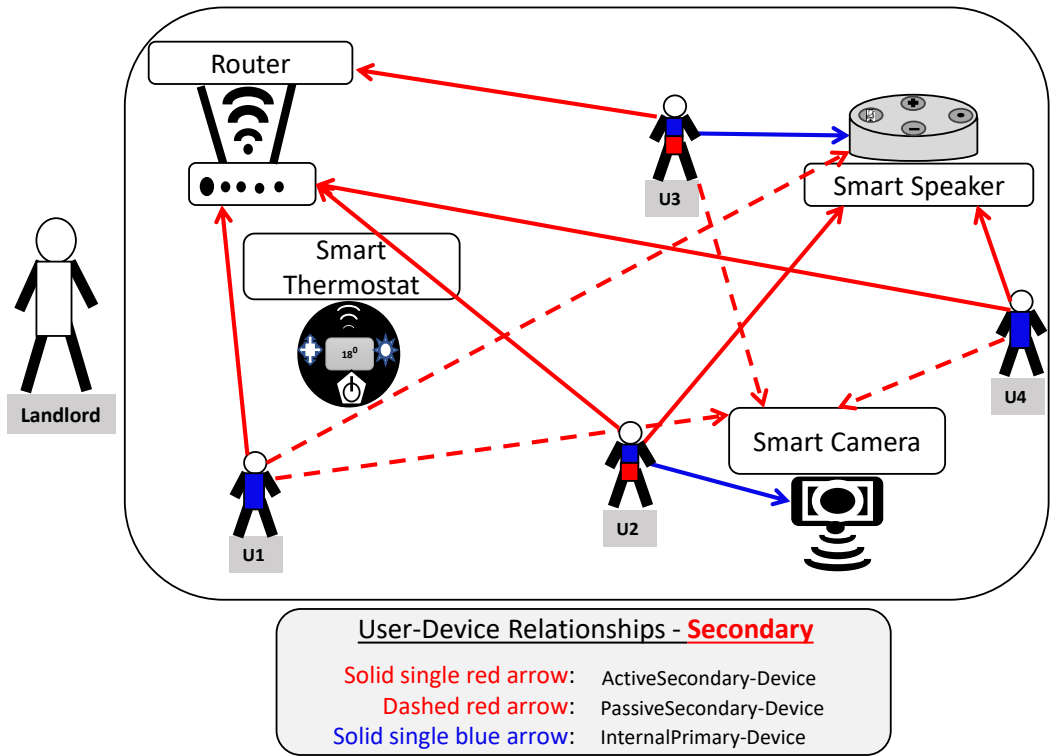 Router
Smart Speaker
U3
Smart
Thermostat
18⁰
Landlord
U4
Smart Camera
U1
U2
User-Device Relationships - Secondary
Solid single red arrow: ActiveSecondary-Device
Dashed red arrow: PassiveSecondary-Device
Solid single blue arrow: InternalPrimary-Device